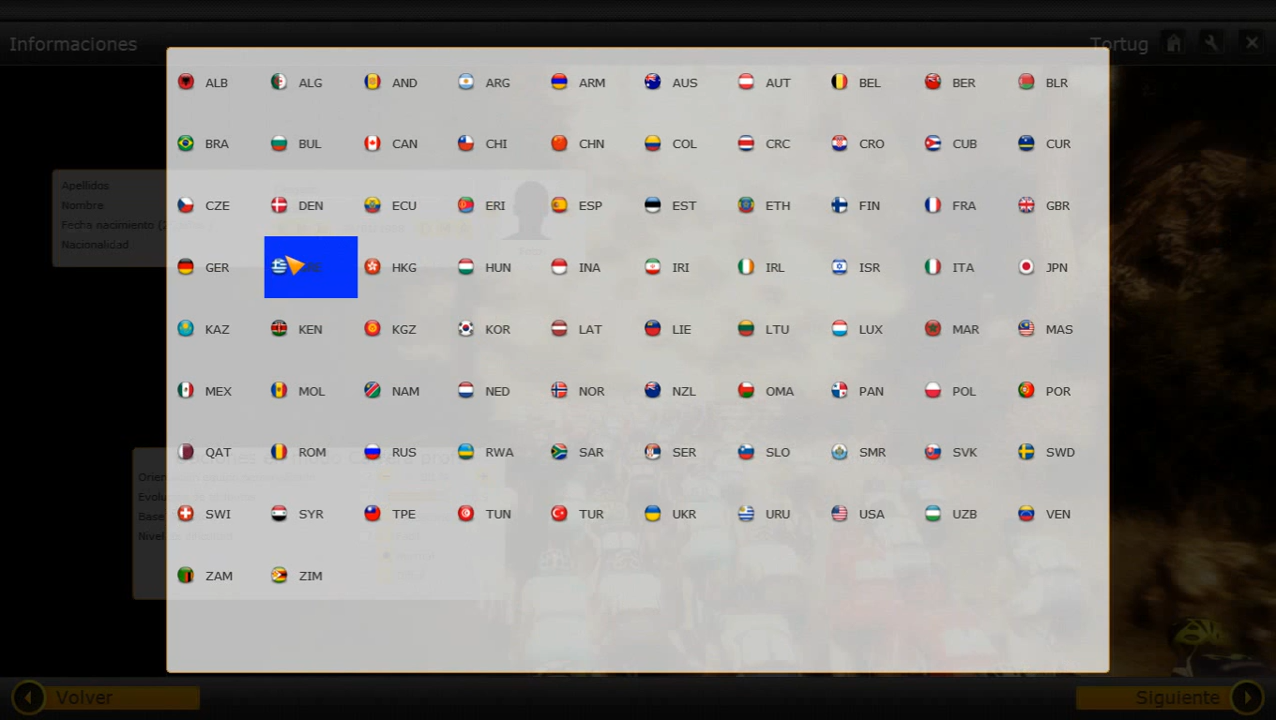 Informaciones
Tortug
ALB ALG AND ARG ARM AUS AUT BEL BER BLR
BRA BUL CAN CHI CHN COL CRC CRO CUB CUR
Apellidos
CZE DEN ECU ERI ESP EST ETH FIN FRA GBR
Nombre
Fecha nacimiento
Nacionalidad
GER HKG HUN INA IRI IRL ISR ITA JPN
KAZ KEN KGZ KOR LAT LIE LTU LUX MAR MAS
MEX MOL NAM NED NOR NZL OMA PAN POL POR
QAT ROM RUS RWA SAR SER SLO SMR SVK SWD
SWI SYR TPE TUN TUR UKR URU USA UZB VEN
ZAM ZIM
Volver
Siguiente